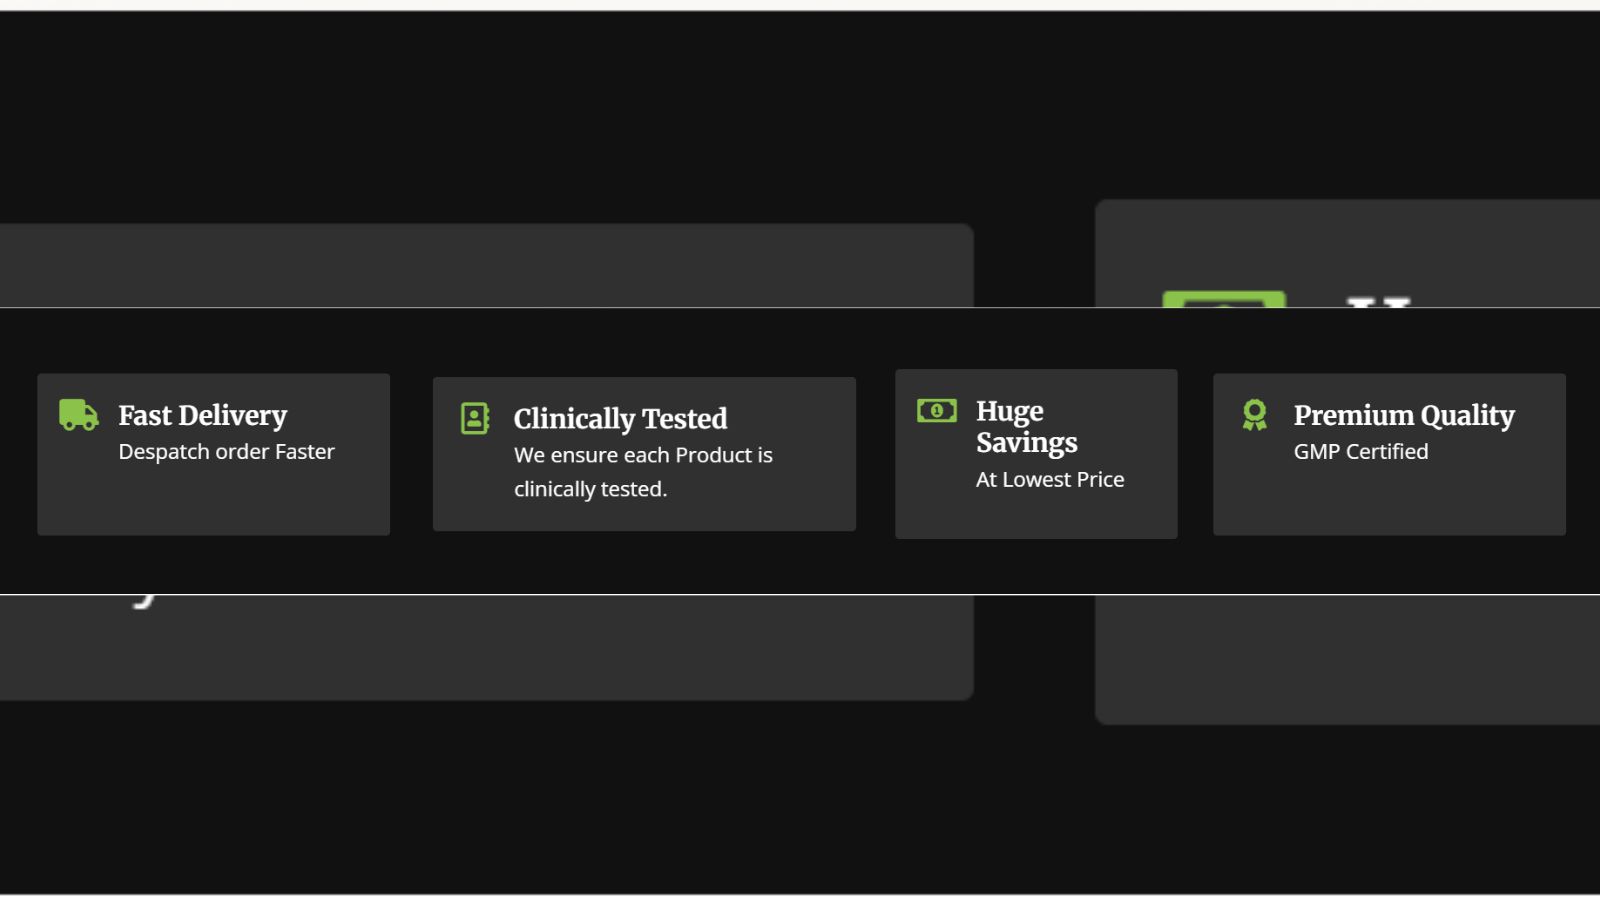 Fast Delivery
Despatch order Faster
Clinically Tested
We ensure each Product is
clinically tested.
Huge
Savings
At Lowest Price
Premium Quality
GMP Certified